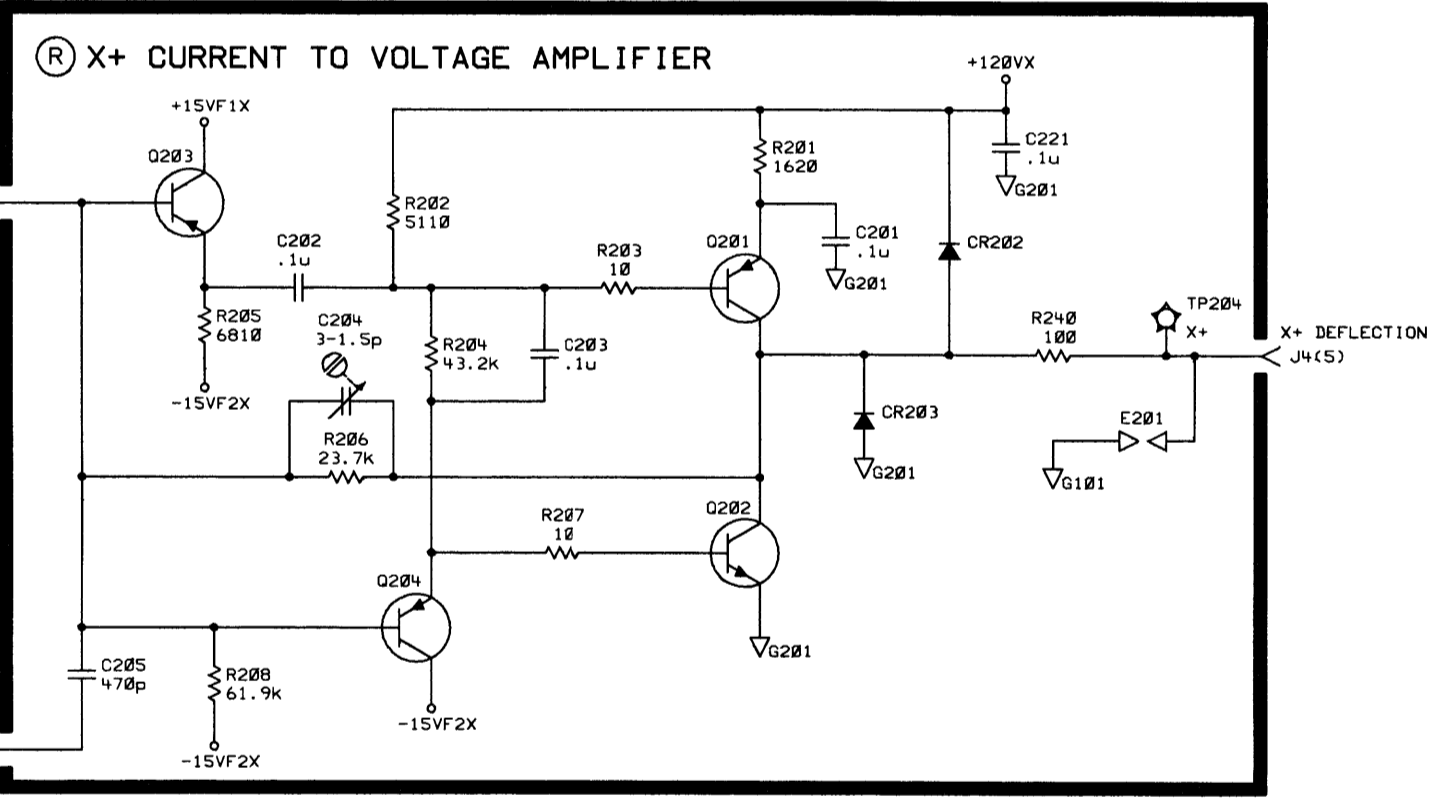 R X+ CURRENT TO VOLTAGE AMPLIFIER
+120VX
+15VF1X
Q203
R201
1620
C221
.1u
G201
R202
5110
C202
.1u
R203
10
Q201
C201
.1u
G201
CR202
R205
6810
C204
3-1.5p
R204
43.2k
C203
.1u
R240
100
TP204
X+
X+ DEFLECTION
J4(5)
-15VF2X
R206
23.7k
CR203
G201
E201
G101
R207
10
Q202
Q204
G201
C205
470p
R208
61.9k
-15VF2X
-15VF2X